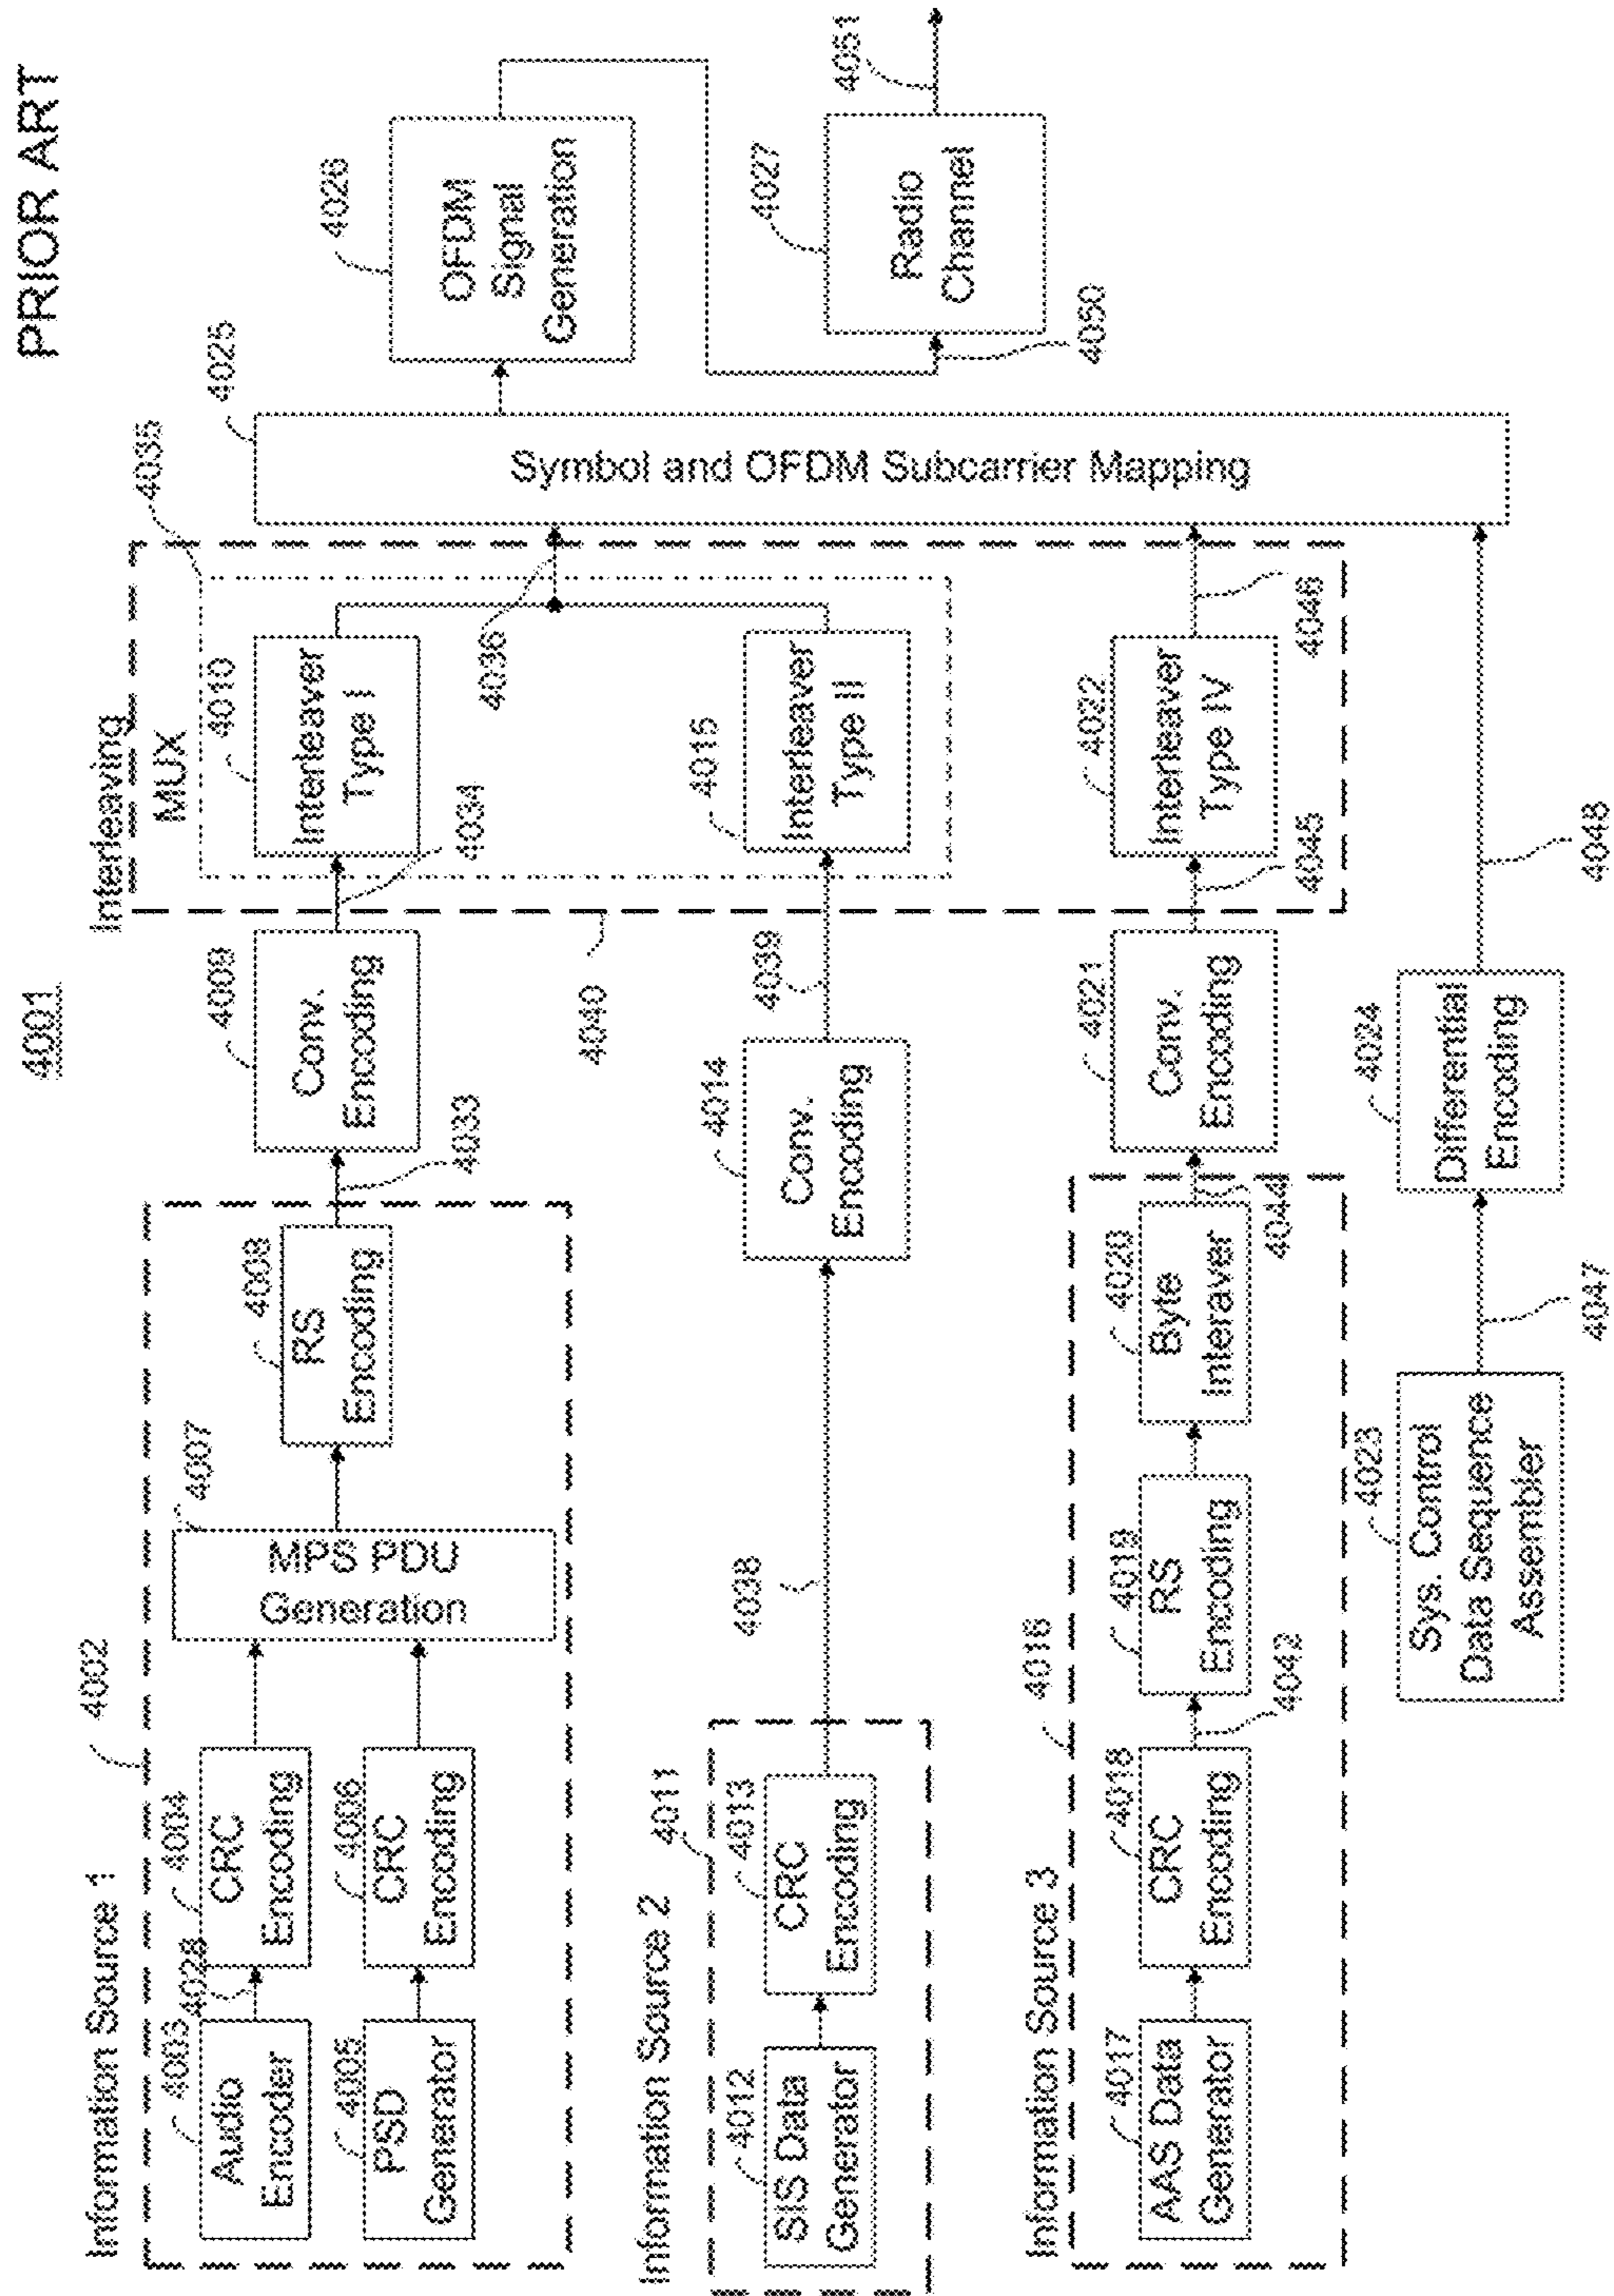 PRIOR ART
4001
Information Source 1
4002
4003
Audio
Encoder
4028
4004
CRC
Encoding
4005
PSD
Generator
4006
CRC
Encoding
4007
MPS PDU
Generation
4008
RS
Encoding
4033
4009
Conv.
Encoding
4034
Interleaving
MUX
4035
4010
Interleaver
Type I
4036
4040
Information Source 2
4011
4012
SIS Data
Generator
4013
CRC
Encoding
4038
4014
Conv.
Encoding
4039
4015
Interleaver
Type II
Information Source 3
4016
4017
AAS Data
Generator
4018
CRC
Encoding
4042
4019
RS
Encoding
4020
Byte
Interaver
4044
4021
Conv.
Encoding
4045
4022
Interleaver
Type IV
4046
4023
Sys. Control
Data Sequence
Assembler
4047
4024
Differential
Encoding
4048
4025
Symbol and OFDM Subcarrier Mapping
4026
OFDM
Signal
Generation
4027
Radio
Channel
4050
4051